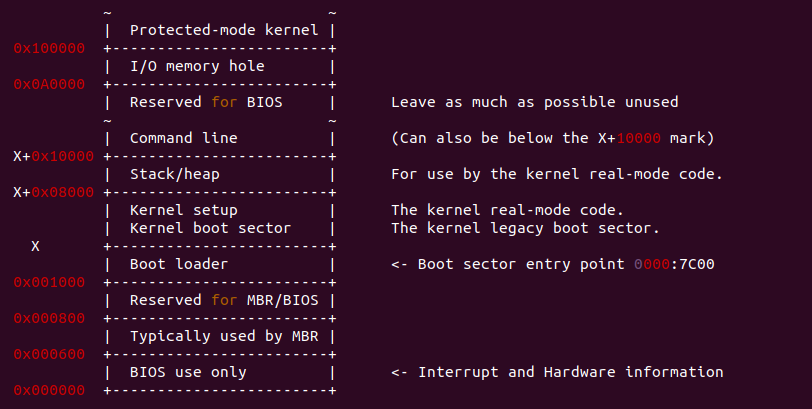 ~                        ~
         |  Protected-mode kernel |
0x100000 +------------------------+
         |  I/O memory hole       |
0x0A0000 +------------------------+
         |  Reserved for BIOS     |      Leave as much as possible unused
         ~                        ~
         |  Command line          |      (Can also be below the X+10000 mark)
X+0x10000 +------------------------+
         |  Stack/heap            |      For use by the kernel real-mode code.
X+0x08000 +------------------------+
         |  Kernel setup          |      The kernel real-mode code.
         |  Kernel boot sector    |      The kernel legacy boot sector.
  X      +------------------------+
         |  Boot loader           |      <- Boot sector entry point 0000:7C00
0x001000 +------------------------+
         |  Reserved for MBR/BIOS |
0x000800 +------------------------+
         |  Typically used by MBR |
0x000600 +------------------------+
         |  BIOS use only         |      <- Interrupt and Hardware information
0x000000 +------------------------+